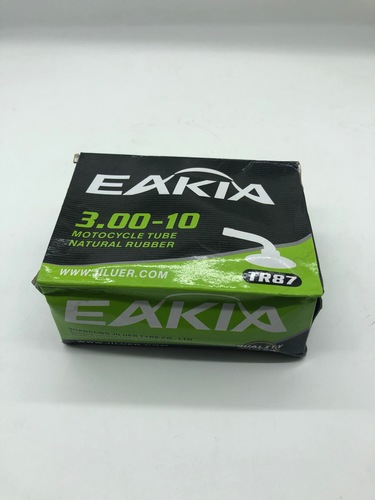 EAKIA
3.00-10
MOTOCYCLE TUBE
NATURAL RUBBER
WWW.JILUER.COM
TR87
EAKIA